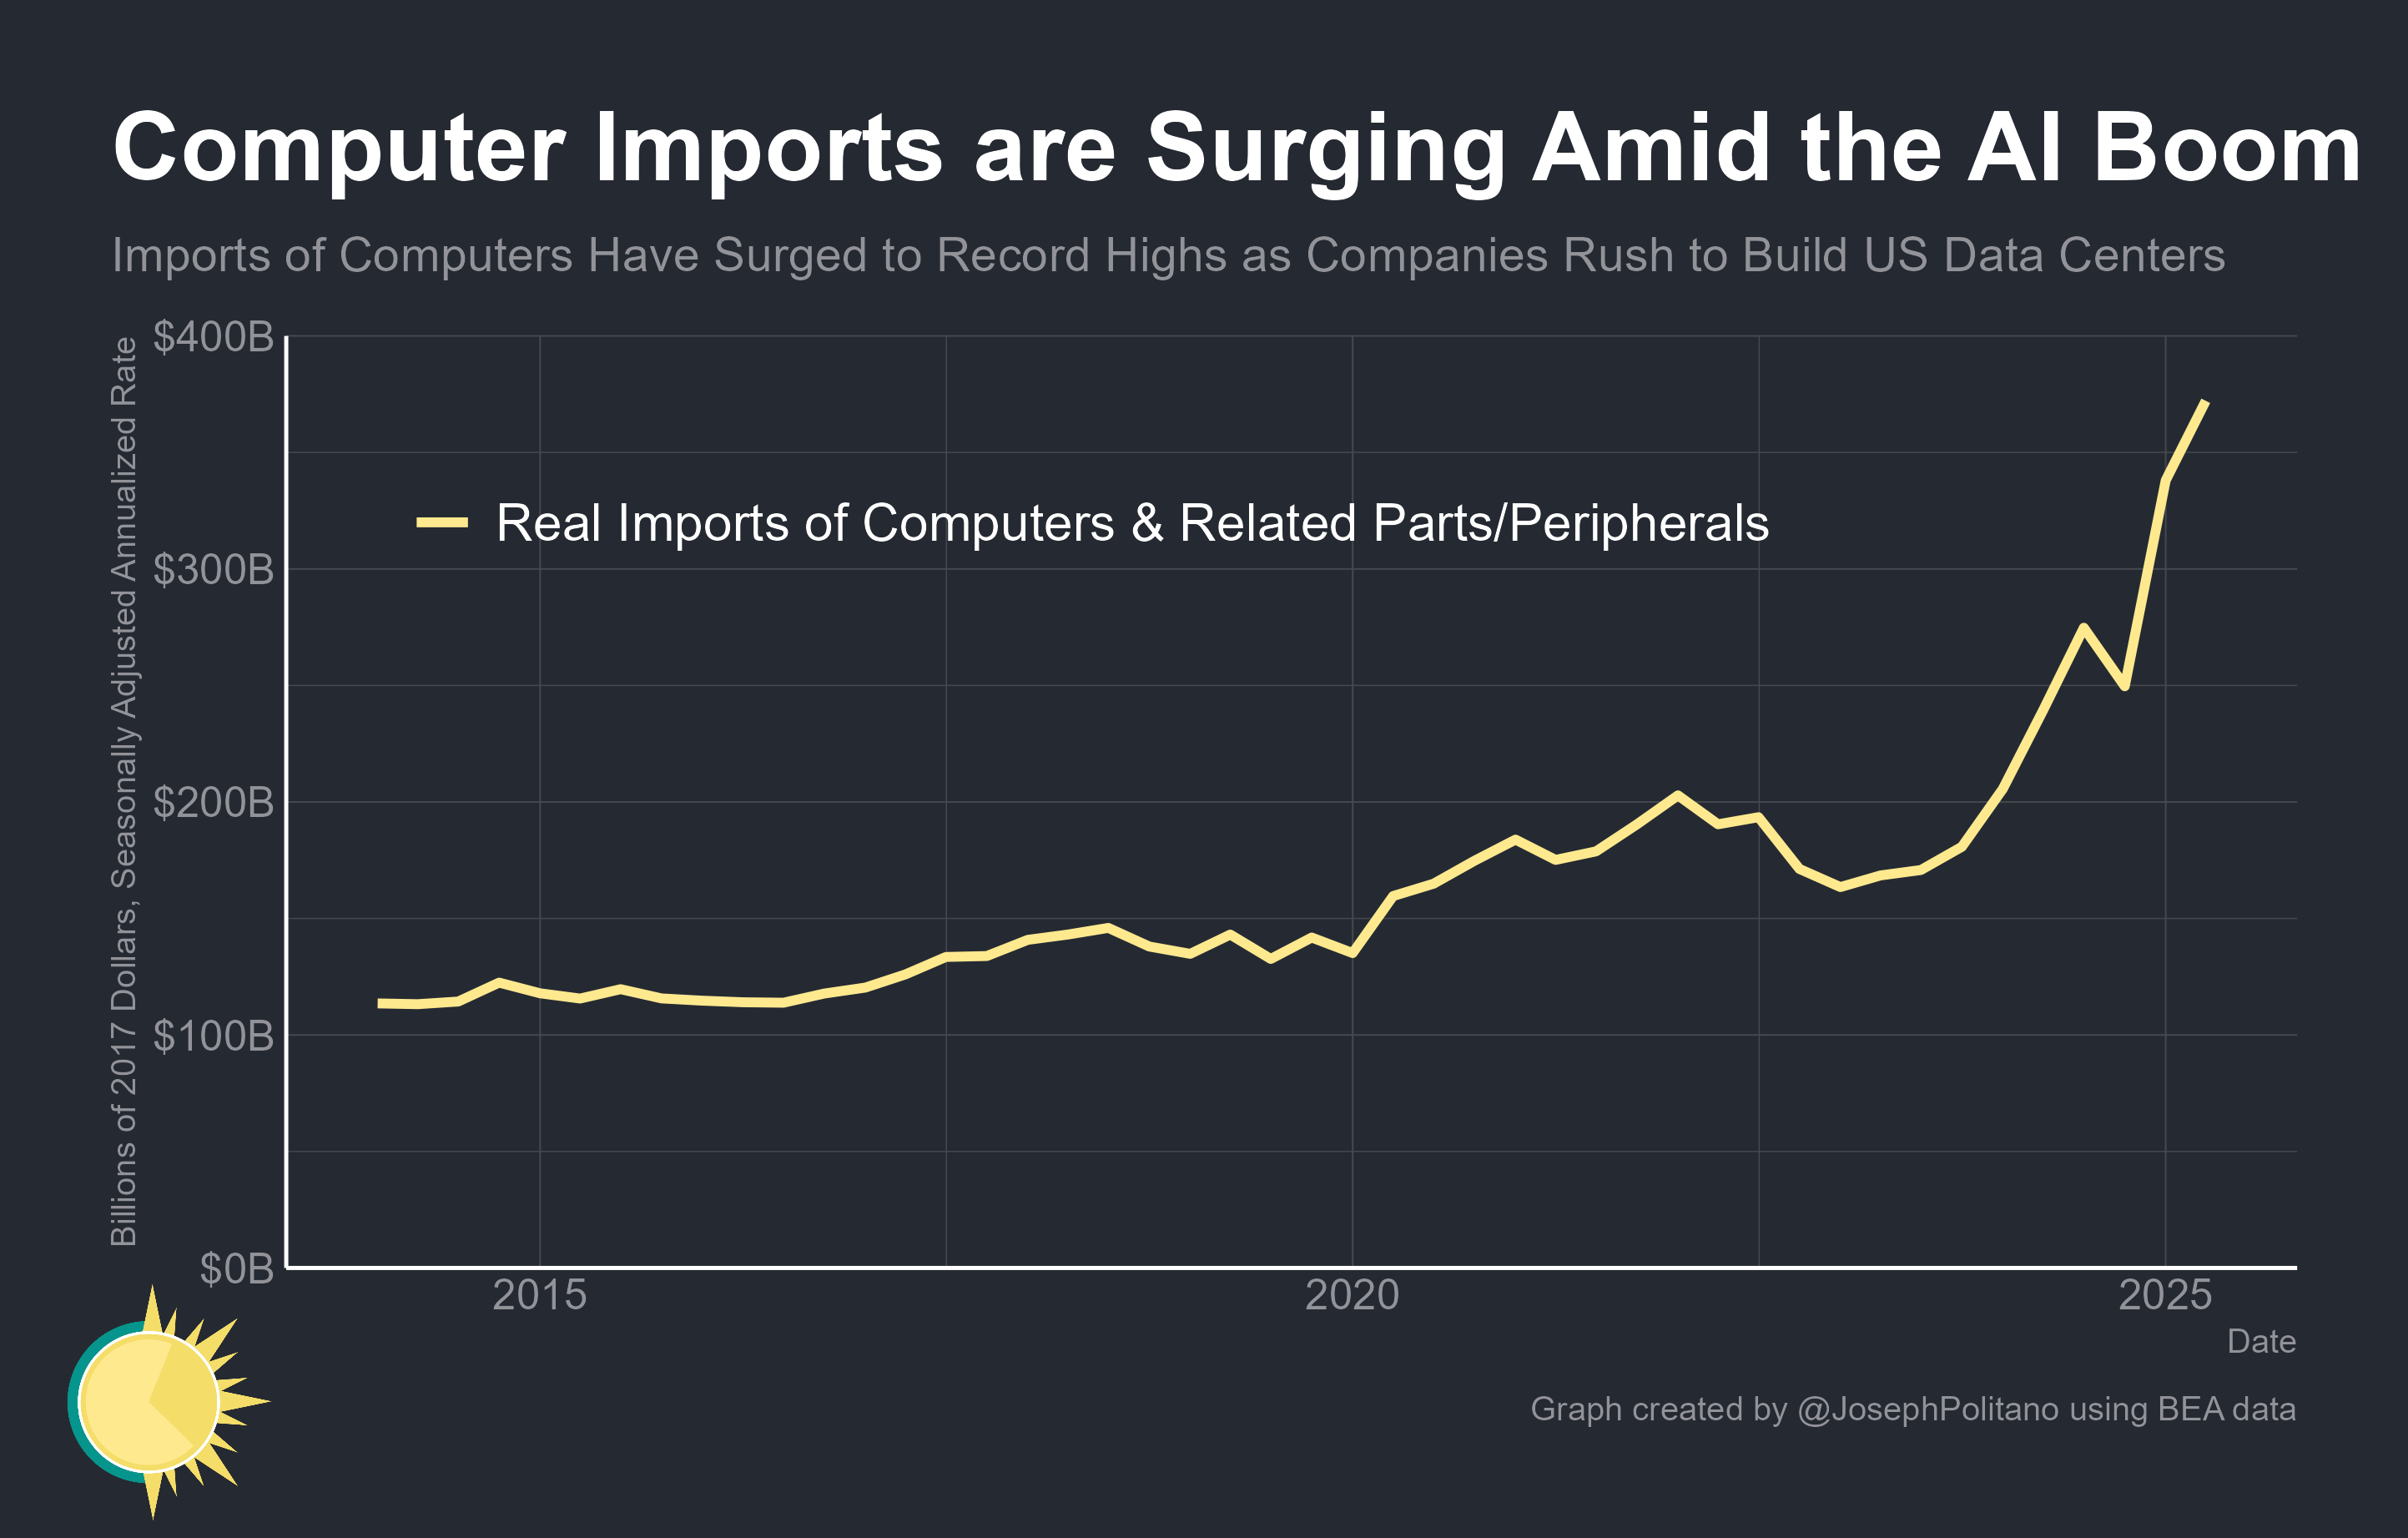 Computer Imports are Surging Amid the AI Boom
Imports of Computers Have Surged to Record Highs as Companies Rush to Build US Data Centers
Billions of 2017 Dollars, Seasonally Adjusted Annualized Rate
$400B
$300B
$200B
$100B
$0B
Real Imports of Computers & Related Parts/Peripherals
2015
2020
2025
Date
Graph created by @JosephPolitano using BEA data